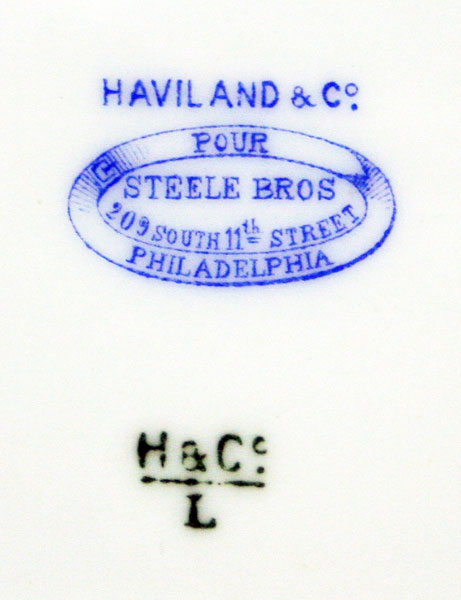 HAVILAND & Cº.
POUR
STEELE BROS
209 SOUTH 11th STREET
PHILADELPHIA
H & Cº.
L